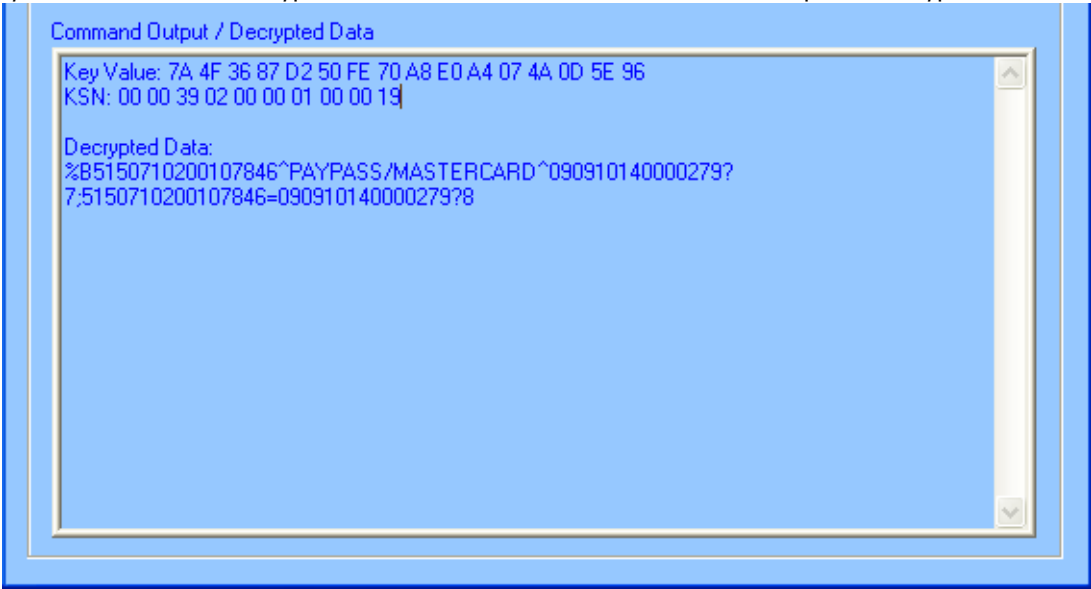 Command Output / Decrypted Data
Key Value: 7A 4F 36 87 D2 50 FE 70 A8 E0 A4 07 4A 0D 5E 96
KSN: 00 00 39 02 00 00 01 00 00 19
Decrypted Data:
%B5150710200107846^PAYPASS/MASTERCARD^090910140000279?
7;5150710200107846=090910140000279?8